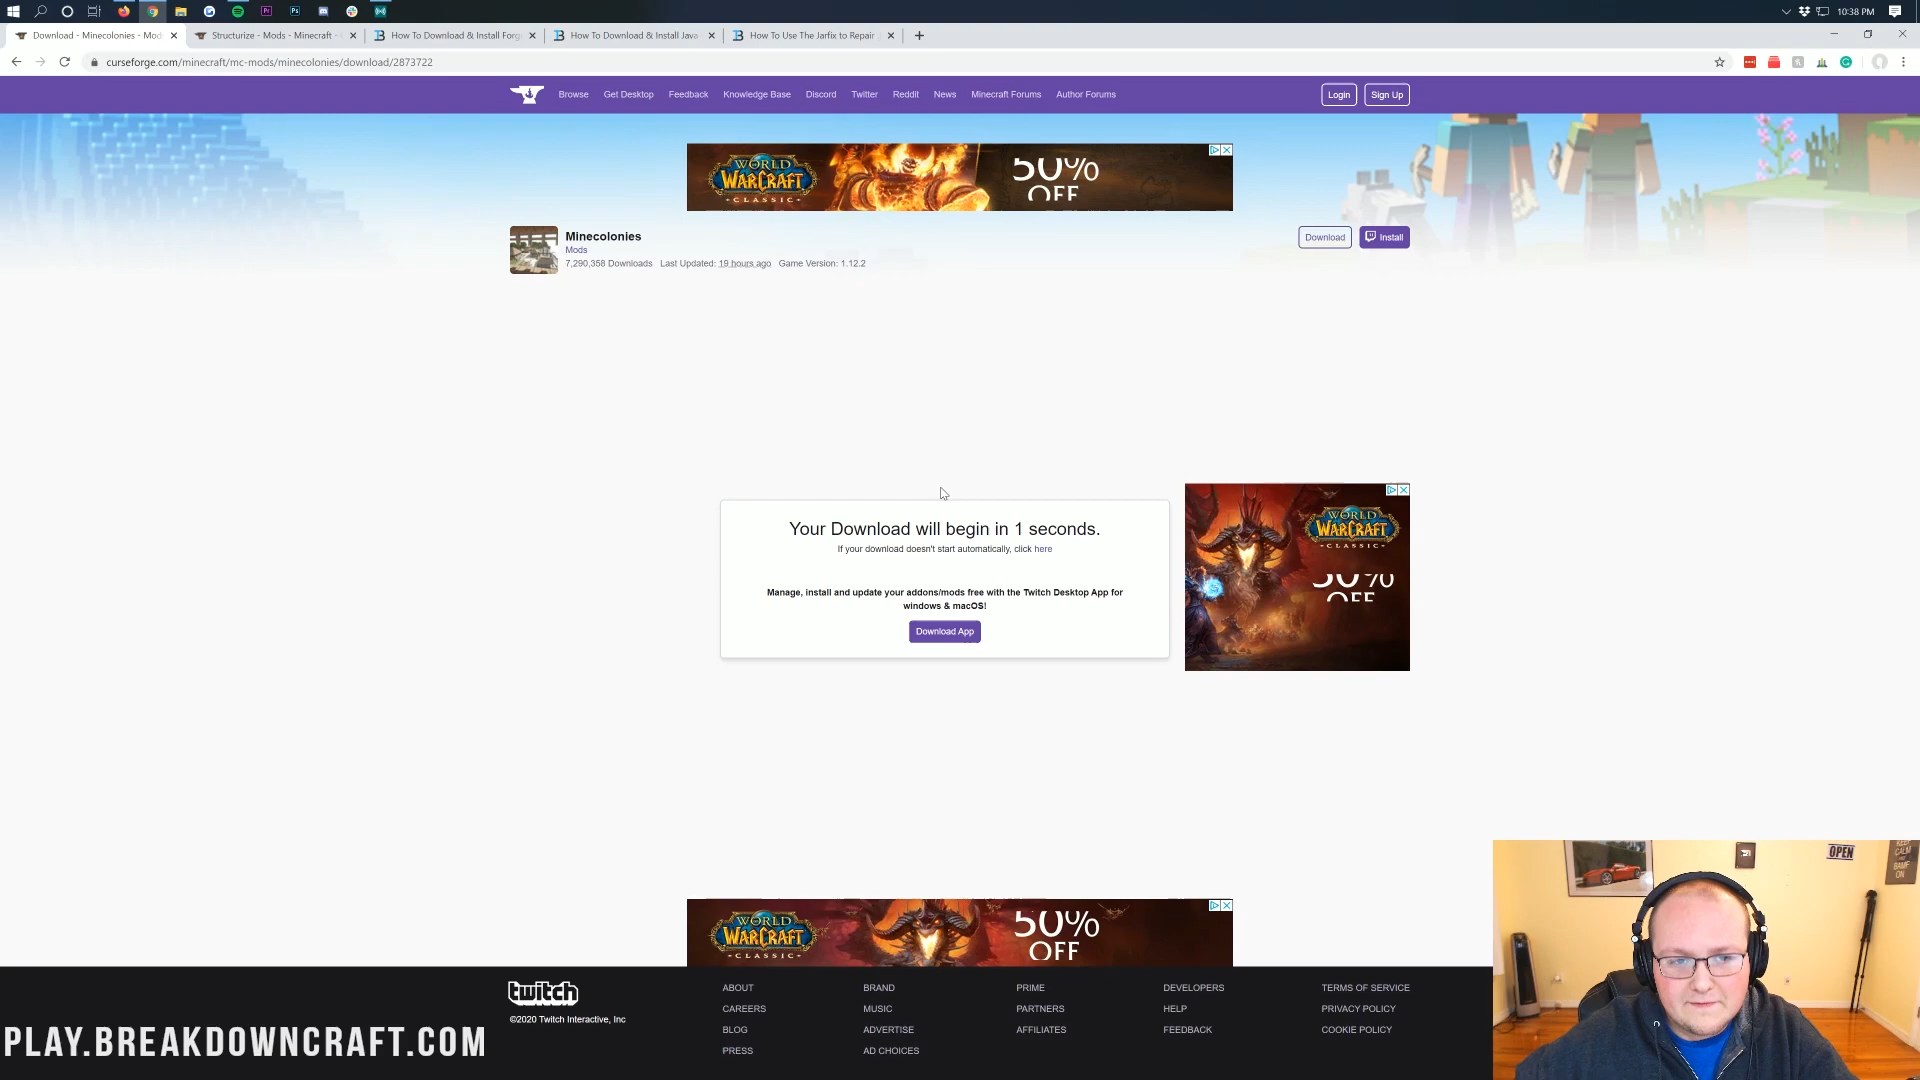 10:38 PM
Download - Minecolonies - Mod
Structurize - Mods - Minecraft -
How To Download & Install Forg
How To Download & Install Java
How To Use The Jarfix to Repair
curseforge.com/minecraft/mc-mods/minecolonies/download/2873722
Browse Get Desktop Feedback Knowledge Base Discord Twitter Reddit News Minecraft Forums Author Forums
Login Sign Up
WORLD
WARCRAFT
CLASSIC
50%
OFF
Minecolonies
Mods
7,290,358 Downloads Last Updated: 19 hours ago Game Version: 1.12.2
Download Install
Your Download will begin in 1 seconds.
If your download doesn't start automatically, click here
Manage, install and update your addons/mods free with the Twitch Desktop App for
windows & macOS!
Download App
WORLD
WARCRAFT
CLASSIC
50%
OFF
WORLD
WARCRAFT
CLASSIC
50%
OFF
twitch
©2020 Twitch Interactive, Inc
ABOUT BRAND PRIME DEVELOPERS TERMS OF SERVICE
CAREERS MUSIC PARTNERS HELP PRIVACY POLICY
BLOG ADVERTISE AFFILIATES FEEDBACK COOKIE POLICY
PRESS AD CHOICES
PLAY.BREAKDOWNCRAFT.COM
OPEN
KEEP
CALM
AND
BAMF
ON